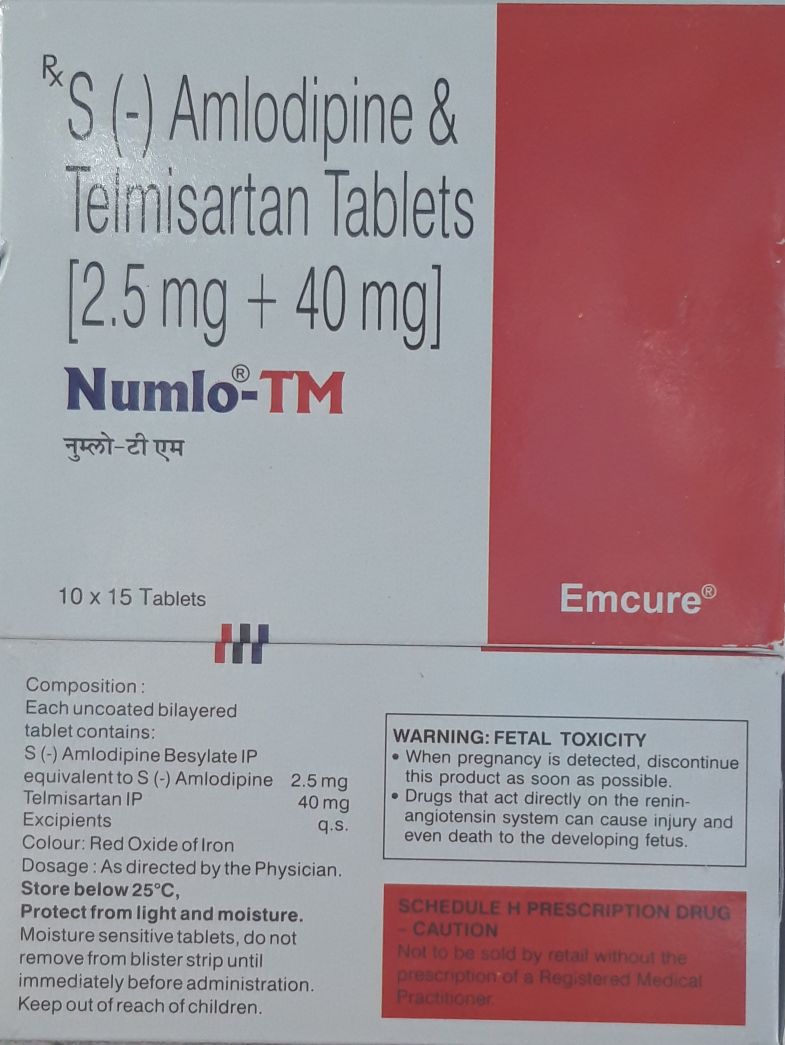 Rx S (-) Amlodipine &
Telmisartan Tablets
[2.5 mg + 40 mg]
Numlo®-TM
नुम्लो-टी एम
10 x 15 Tablets
Emcure®
Composition :
Each uncoated bilayered
tablet contains:
S (-) Amlodipine Besylate IP
equivalent to S (-) Amlodipine 2.5 mg
Telmisartan IP 40 mg
Excipients q.s.
Colour: Red Oxide of Iron
Dosage : As directed by the Physician.
Store below 25°C,
Protect from light and moisture.
Moisture sensitive tablets, do not
remove from blister strip until
immediately before administration.
Keep out of reach of children.
WARNING: FETAL TOXICITY
• When pregnancy is detected, discontinue
this product as soon as possible.
• Drugs that act directly on the renin-
angiotensin system can cause injury and
even death to the developing fetus.
SCHEDULE H PRESCRIPTION DRUG
– CAUTION
Not to be sold by retail without the
prescription of a Registered Medical
Practitioner.